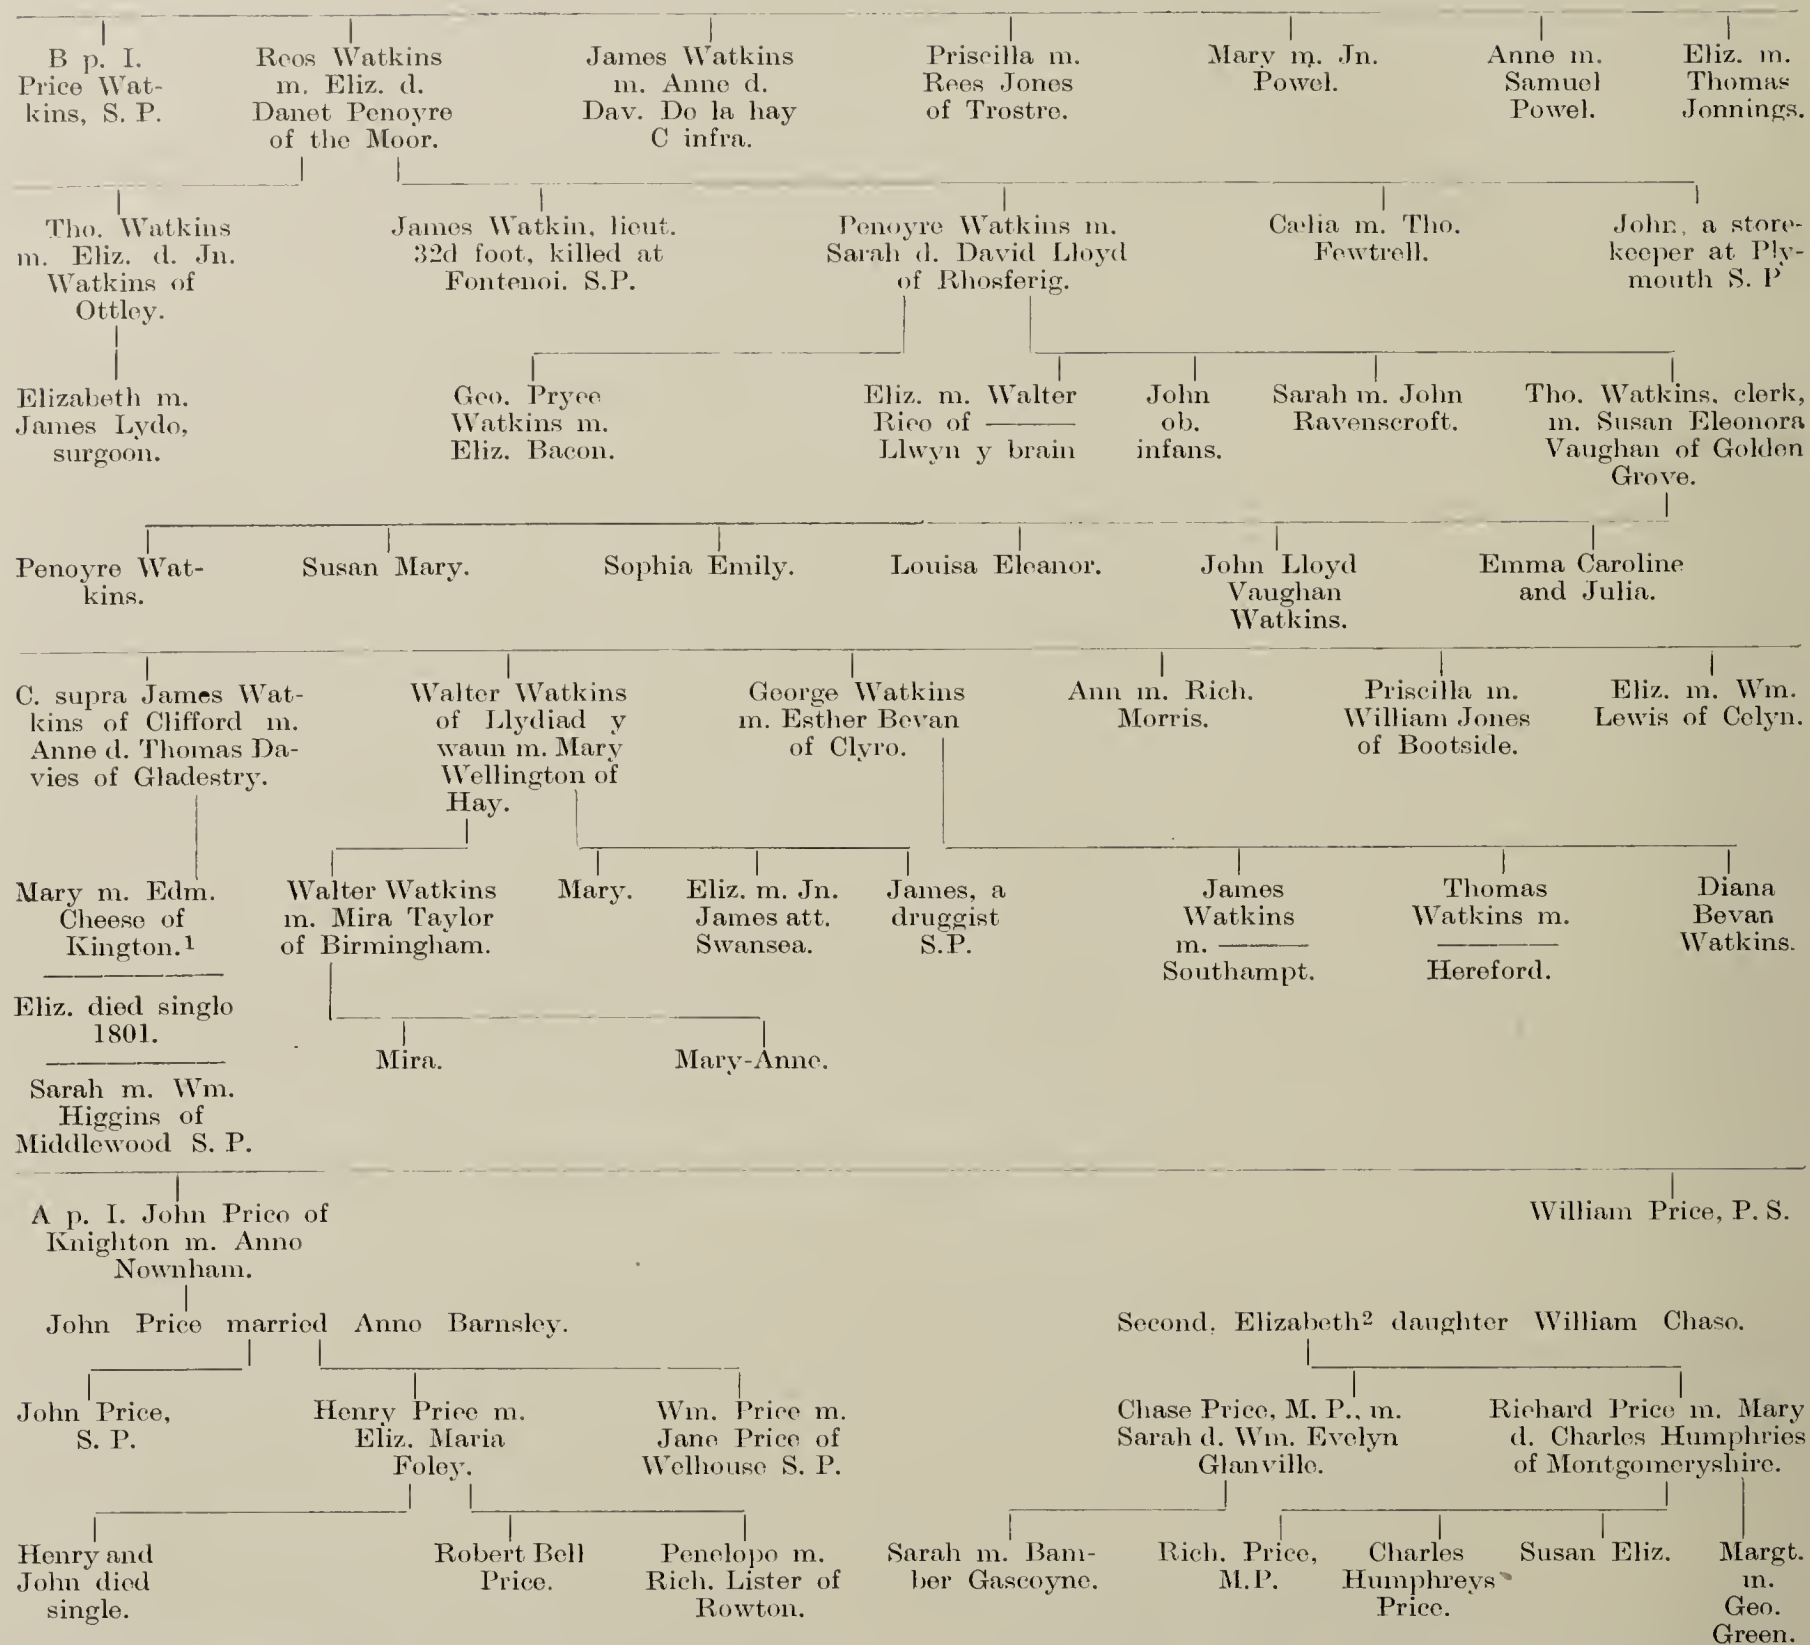 B p. I.
Price Wat-
kins, S. P.
Rees Watkins
m. Eliz. d.
Danet Penoyre
of the Moor.
James Watkins
m. Anne d.
Dav. De la hay
C infra.
Priscilla m.
Rees Jones
of Trostre.
Mary m. Jn.
Powel.
Anne m.
Samuel
Powel.
Eliz. m.
Thomas
Jennings.
Tho. Watkins
m. Eliz. d. Jn.
Watkins of
Ottley.
James Watkin, lieut.
32d foot, killed at
Fontenoi. S.P.
Penoyre Watkins m.
Sarah d. David Lloyd
of Rhosferig.
Cælia m. Tho.
Fewtrell.
John, a store-
keeper at Ply-
mouth S. P
Elizabeth m.
James Lyde,
surgeon.
Geo. Pryce
Watkins m.
Eliz. Bacon.
Eliz. m. Walter
Rice of ———
Llwyn y brain
John
ob.
infans.
Sarah m. John
Ravenscroft.
Tho. Watkins, clerk,
m. Susan Eleonora
Vaughan of Golden
Grove.
Penoyre Wat-
kins.
Susan Mary.
Sophia Emily.
Louisa Eleanor.
John Lloyd
Vaughan
Watkins.
Emma Caroline
and Julia.
C. supra James Wat-
kins of Clifford m.
Anne d. Thomas Da-
vies of Gladestry.
Walter Watkins
of Llydiad y
waun m. Mary
Wellington of
Hay.
George Watkins
m. Esther Bevan
of Clyro.
Ann m. Rich.
Morris.
Priscilla m.
William Jones
of Bootside.
Eliz. m. Wm.
Lewis of Celyn.
Mary m. Edm.
Cheese of
Kington.1
Walter Watkins
m. Mira Taylor
of Birmingham.
Mary.
Eliz. m. Jn.
James att.
Swansea.
James, a
druggist
S.P.
James
Watkins
m. ———
Southampt.
Thomas
Watkins m.
———
Hereford.
Diana
Bevan
Watkins.
Eliz. died single
1801.
Mira.
Mary-Anne.
Sarah m. Wm.
Higgins of
Middlewood S. P.
A p. I. John Price of
Knighton m. Anne
Newnham.
William Price, P. S.
John Price married Anne Barnsley.
Second, Elizabeth2 daughter William Chase.
John Price,
S. P.
Henry Price m.
Eliz. Maria
Foley.
Wm. Price m.
Jane Price of
Welhouse S. P.
Chase Price, M. P., m.
Sarah d. Wm. Evelyn
Glanville.
Richard Price m. Mary
d. Charles Humphries
of Montgomeryshire.
Henry and
John died
single.
Robert Bell
Price.
Penelope m.
Rich. Lister of
Rowton.
Sarah m. Bam-
ber Gascoyne.
Rich. Price,
M.P.
Charles
Humphreys
Price.
Susan Eliz.
Margt.
m.
Geo.
Green.